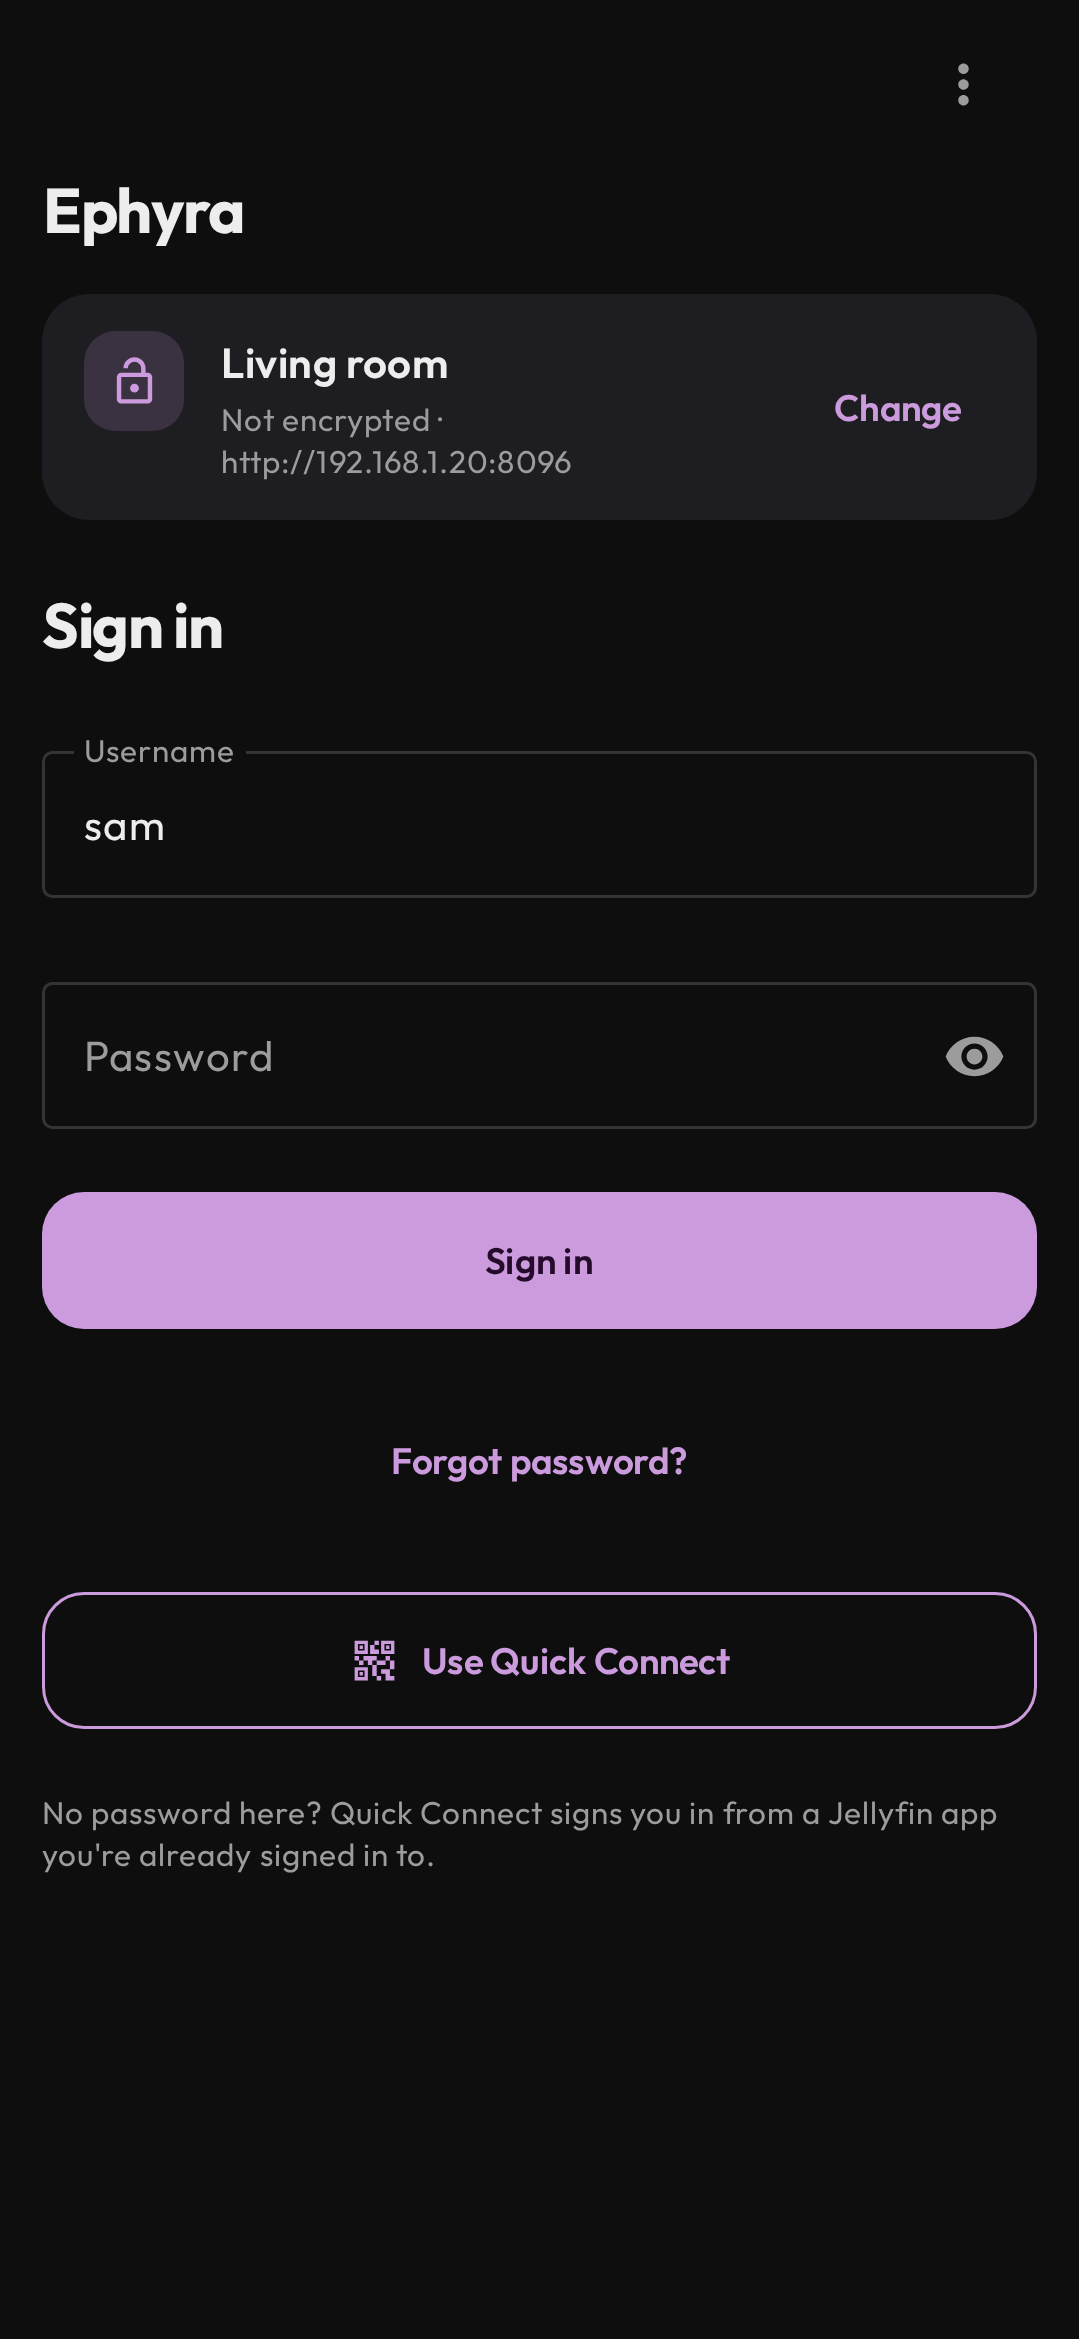 Ephyra
Living room
Not encrypted ·
http://192.168.1.20:8096
Change
Sign in
Username
sam
Password
Sign in
Forgot password?
Use Quick Connect
No password here? Quick Connect signs you in from a Jellyfin app
you're already signed in to.